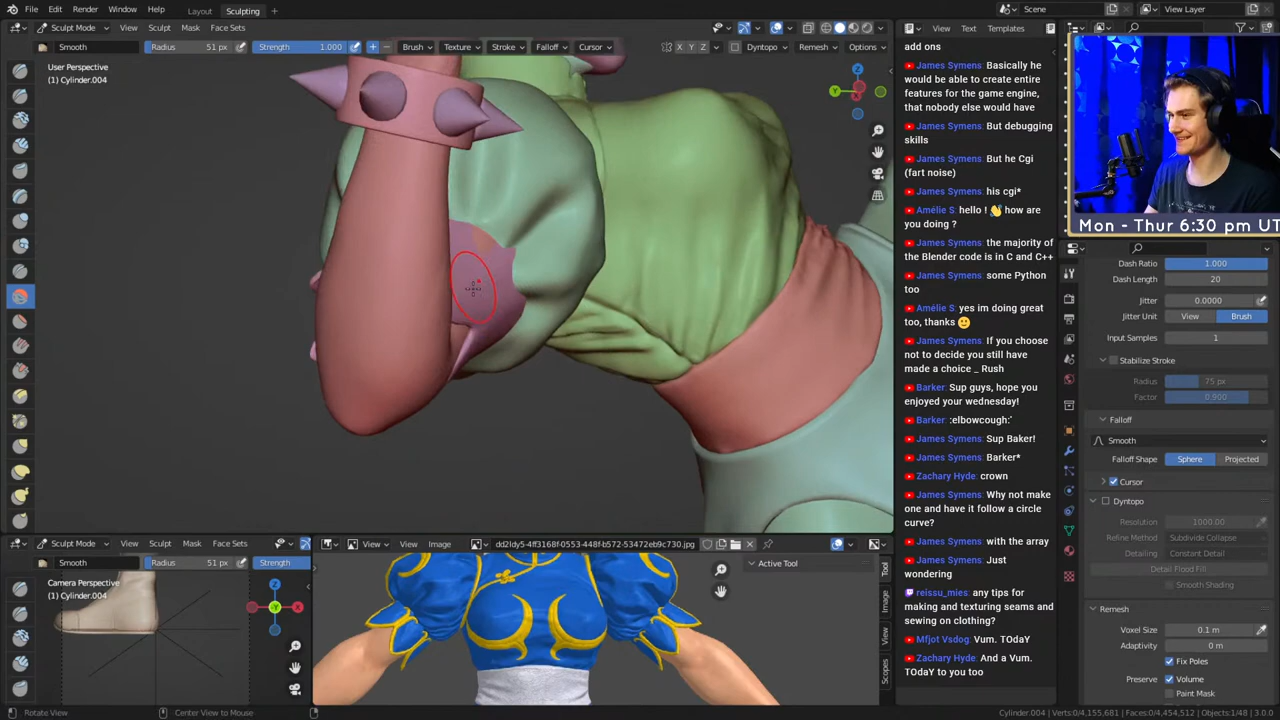 File Edit Render Window Help Layout Sculpting + Scene View Layer
Sculpt Mode View Sculpt Mask Face Sets
Smooth Radius 51 px Strength 1.000 + − Brush Texture Stroke Falloff Cursor X Y Z Dyntopo Remesh Options
User Perspective
(1) Cylinder.004
Z
Y
View Text Templates
add ons
James Symens: Basically he
would be able to create entire
features for the game engine,
that nobody else would have
James Symens: But debugging
skills
James Symens: But he Cgi
(fart noise)
James Symens: his cgi*
Amélie S: hello ! 👋 how are
you doing ?
James Symens: the majority of
the Blender code is in C and C++
James Symens: some Python
too
Amélie S: yes im doing great
too, thanks 🙂
James Symens: If you choose
not to decide you still have
made a choice _ Rush
Barker: Sup guys, hope you
enjoyed your wednesday!
Barker: :elbowcough:'
James Symens: Sup Baker!
James Symens: Barker*
Zachary Hyde: crown
James Symens: Why not make
one and have it follow a circle
curve?
James Symens: with the array
James Symens: Just
wondering
reissu_mies: any tips for
making and texturing seams and
sewing on clothing?
Mfjot Vsdog: Vum. TOdaY
Zachary Hyde: And a Vum.
TODaY to you too
Mon - Thur 6:30 pm UT
Dash Ratio 1.000
Dash Length 20
Jitter 0.0000
Jitter Unit View Brush
Input Samples 1
Stabilize Stroke
Radius 75 px
Factor 0.900
Falloff
Smooth
Falloff Shape Sphere Projected
Cursor
Dyntopo
Resolution 1000.00
Refine Method Subdivide Collapse
Detailing Constant Detail
Detail Flood Fill
Smooth Shading
Remesh
Voxel Size 0.1 m
Adaptivity 0 m
Fix Poles
Preserve Volume
Paint Mask
Sculpt Mode View Sculpt Mask Face Sets
Smooth Radius 51 px Strength
Camera Perspective
(1) Cylinder.004
Z
Y X
View View Image dd2ldy5-4ff3168f-0553-448f-b572-53472eb9c730.jpg
Active Tool
Tool
Image
View
Scopes
Rotate View Center View to Mouse Cylinder.004 | Verts:0/4,155,681 | Faces:0/4,454,512 | Objects:1/48 | 3.0.0